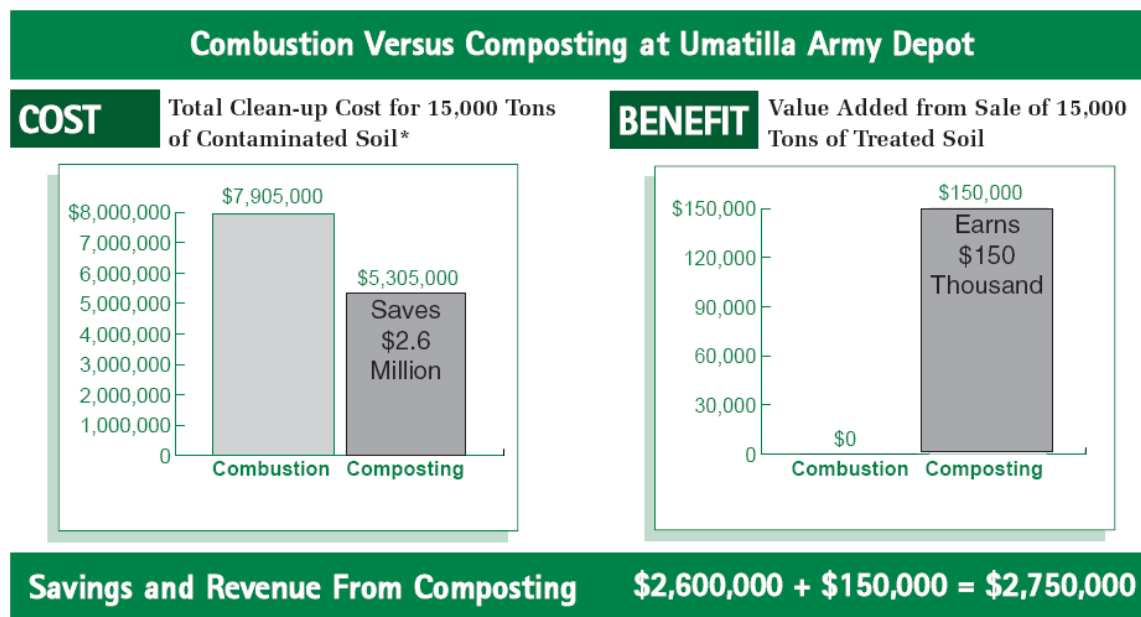 Combustion Versus Composting at Umatilla Army Depot
COST
Total Clean-up Cost for 15,000 Tons
of Contaminated Soil*
$7,905,000
$8,000,000
7,000,000
6,000,000
5,000,000
4,000,000
3,000,000
2,000,000
1,000,000
0
$5,305,000
Saves
$2.6
Million
Combustion Composting
BENEFIT
Value Added from Sale of 15,000
Tons of Treated Soil
$150,000
$150,000
120,000
90,000
60,000
30,000
0
Earns
$150
Thousand
$0
Combustion Composting
Savings and Revenue From Composting $2,600,000 + $150,000 = $2,750,000